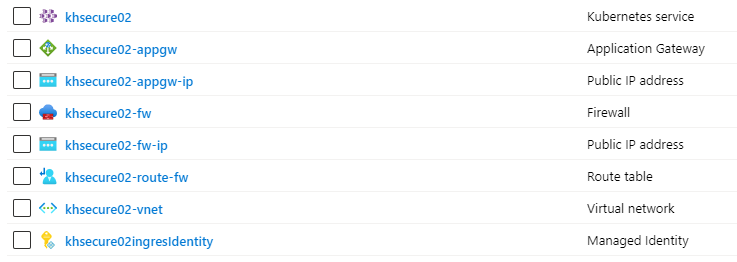 khsecure02 Kubernetes service
khsecure02-appgw Application Gateway
khsecure02-appgw-ip Public IP address
khsecure02-fw Firewall
khsecure02-fw-ip Public IP address
khsecure02-route-fw Route table
khsecure02-vnet Virtual network
khsecure02ingresIdentity Managed Identity